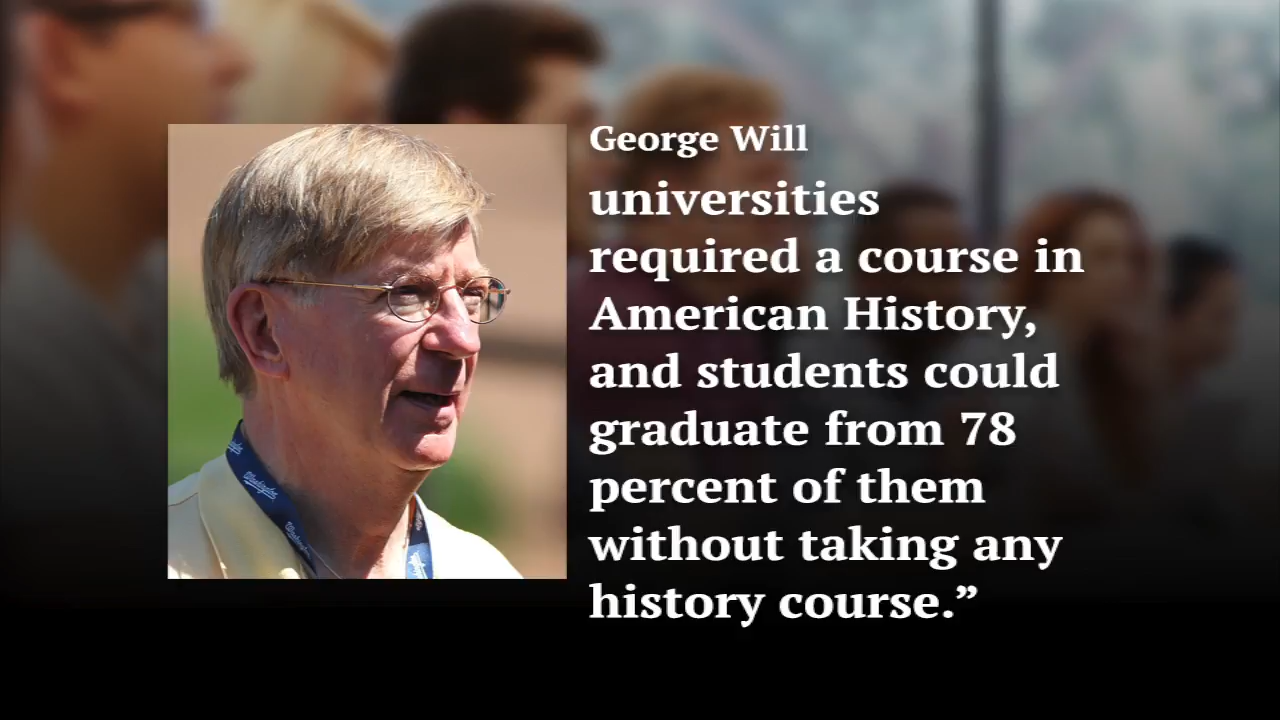 George Will
universities
required a course in
American History,
and students could
graduate from 78
percent of them
without taking any
history course.”